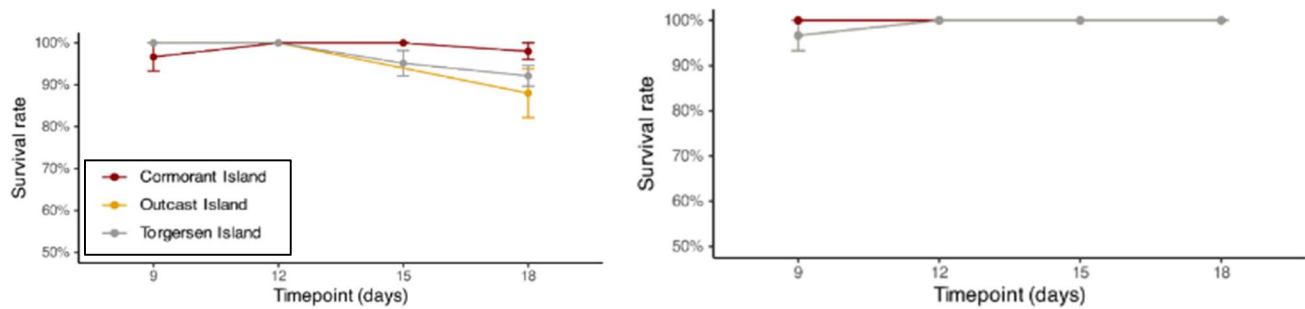 Survival rate
100%
90%
80%
70%
60%
50%
Cormorant Island
Outcast Island
Torgersen Island
9 12 15 18
Timepoint (days)
Survival rate
100%
90%
80%
70%
60%
50%
9 12 15 18
Timepoint (days)